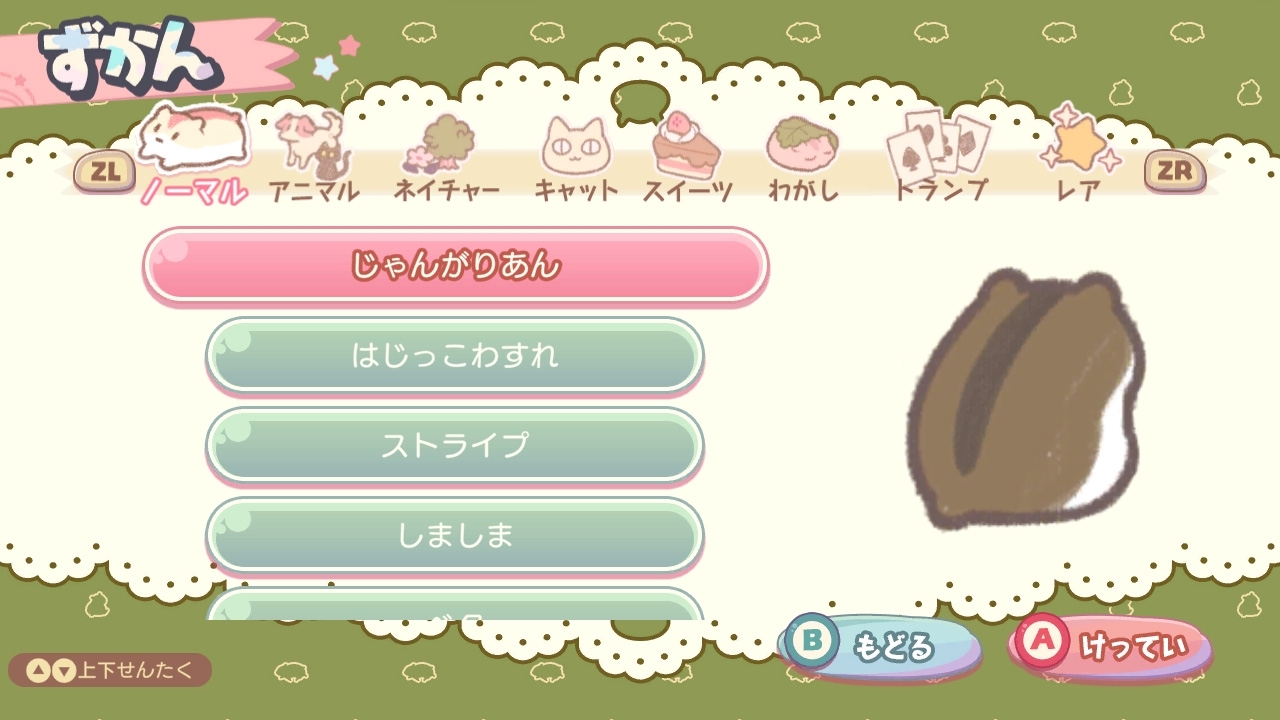 ずかん
ZL
ノーマル
アニマル
ネイチャー
キャット
スイーツ
わがし
トランプ
レア
ZR
じゃんがりあん
はじっこわすれ
ストライプ
しましま
B もどる
A けってい
上下せんたく